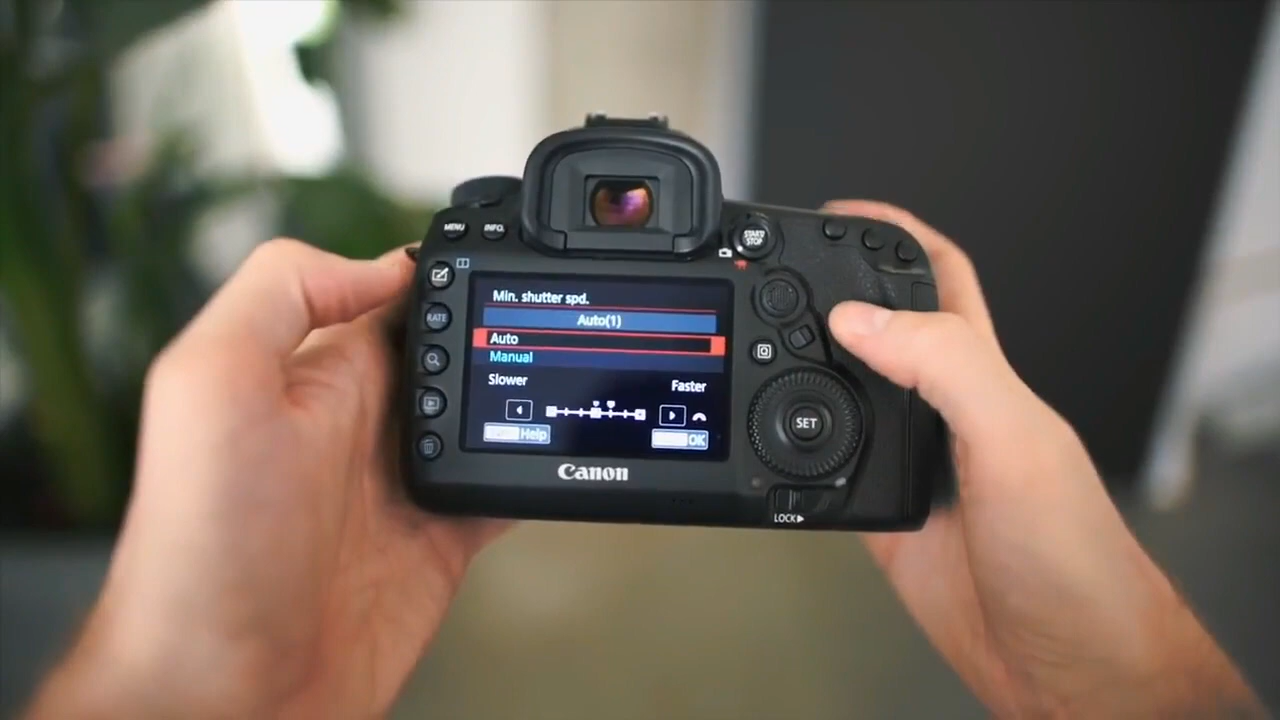 MENU INFO.
START/
STOP
RATE
Min. shutter spd.
Auto(1)
Auto
Manual
Slower Faster
Help OK
Q
SET
Canon
LOCK▶